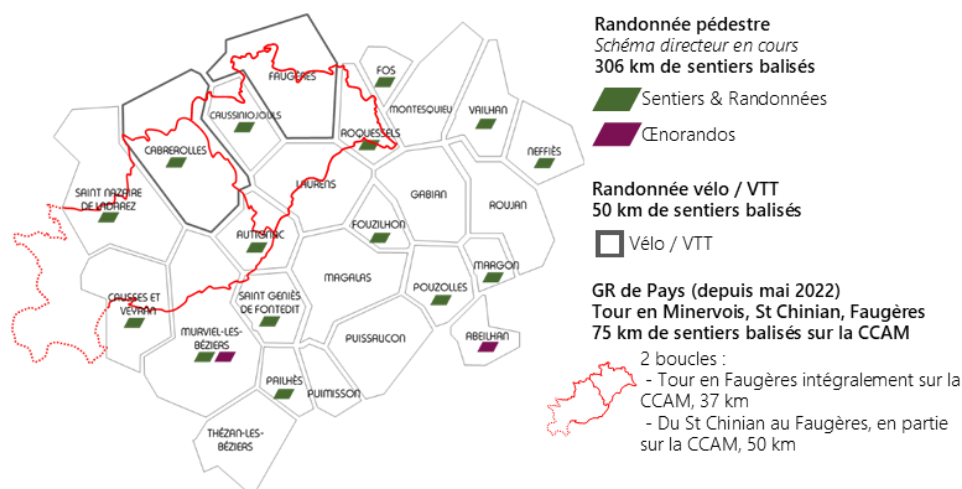 FAUGÈRES
FOS
MONTESQUIEU
VAILHAN
CAUSSINIOJOULS
ROQUESSELS
NEFFIÈS
CABREROLLES
SAINT NAZAIRE
DE LADAREZ
LAURENS
GABIAN
ROUJAN
AUTIGNAC
FOUZILHON
MAGALAS
MARGON
CAUSSES ET
VEYRAN
SAINT GENIÈS
DE FONTEDIT
POUZOLLES
MURVIEL-LES-
BÉZIERS
PUISSALICON
ABEILHAN
PAILHÈS
PUIMISSON
THÉZAN-LES-
BÉZIERS
Randonnée pédestre
Schéma directeur en cours
306 km de sentiers balisés
Sentiers & Randonnées
Œnorandos
Randonnée vélo / VTT
50 km de sentiers balisés
Vélo / VTT
GR de Pays (depuis mai 2022)
Tour en Minervois, St Chinian, Faugères
75 km de sentiers balisés sur la CCAM
2 boucles :
- Tour en Faugères intégralement sur la
CCAM, 37 km
- Du St Chinian au Faugères, en partie
sur la CCAM, 50 km